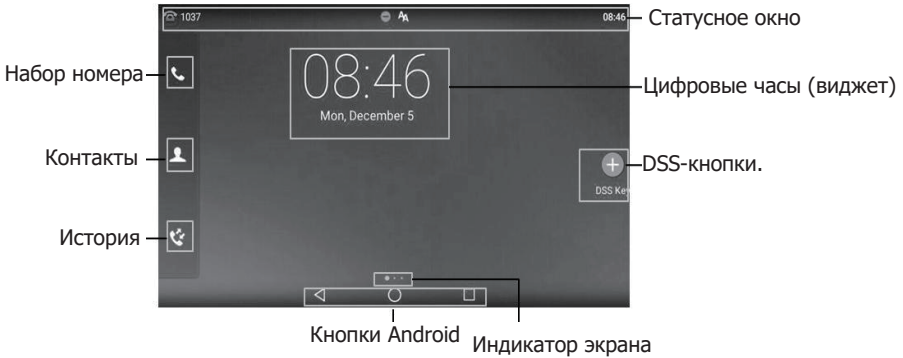 1037
08:46
Статусное окно
Набор номера
08:46
Mon, December 5
Цифровые часы (виджет)
Контакты
DSS-кнопки.
DSS Key
История
Кнопки Android
Индикатор экрана